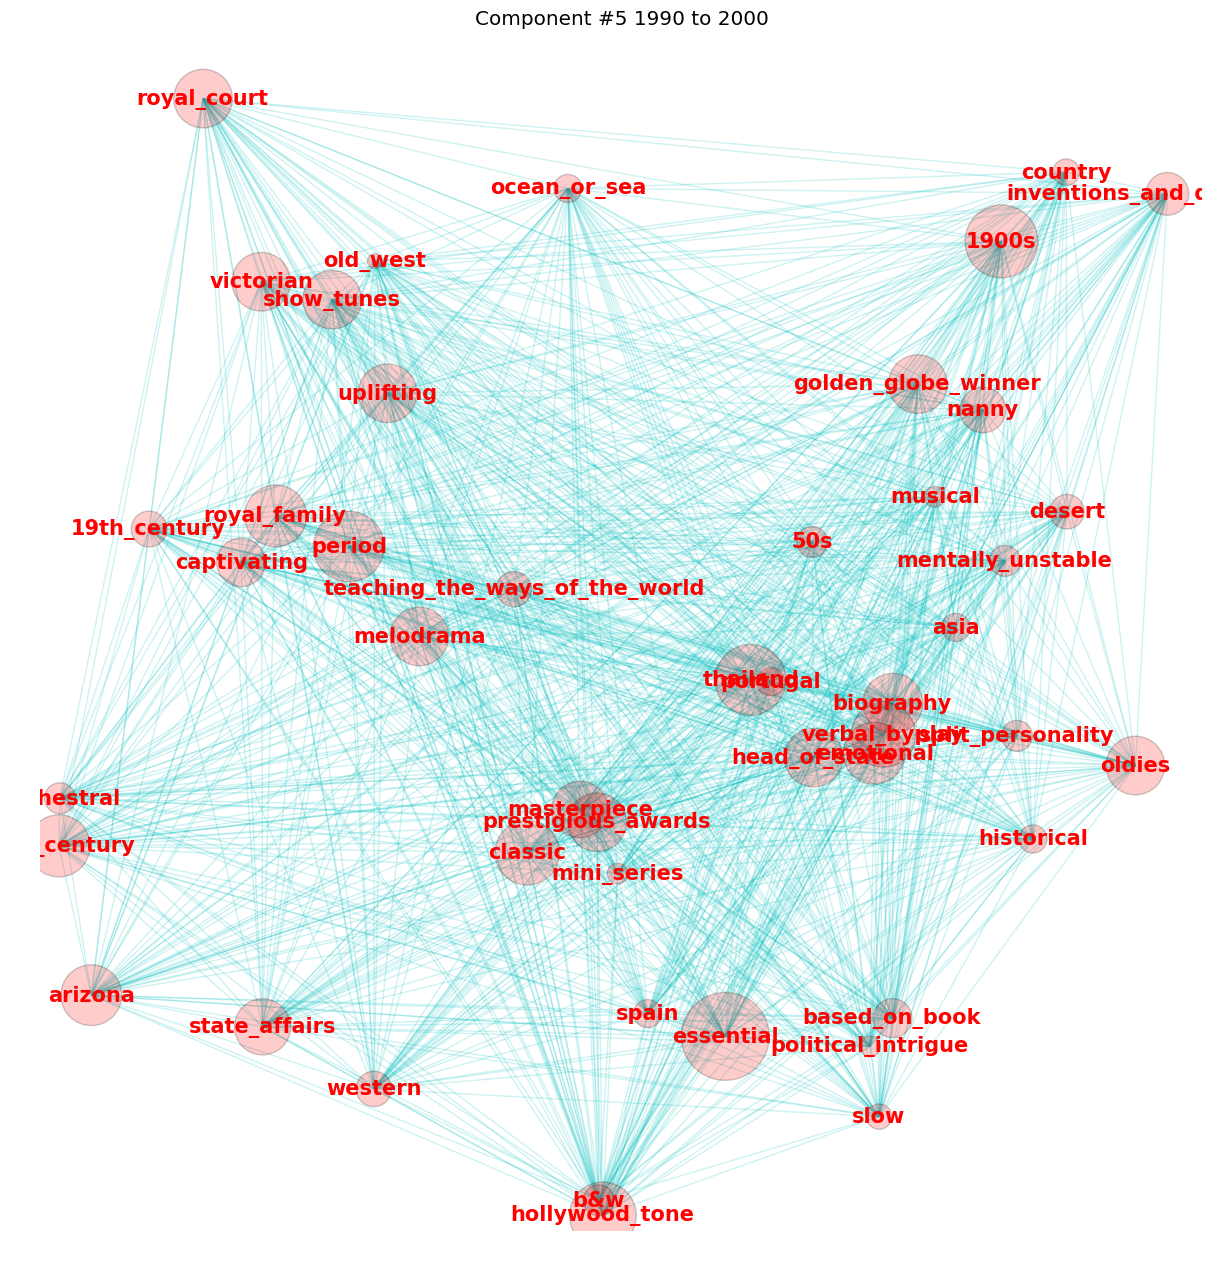 Component #5 1990 to 2000
royal_court
country
ocean_or_sea
inventions_and_d
1900s
old_west
victorian
show_tunes
golden_globe_winner
uplifting
nanny
musical
desert
royal_family
19th_century
50s
period
captivating
mentally_unstable
teaching_the_ways_of_the_world
asia
melodrama
thailand
portugal
biography
verbal_byplay
split_personality
emotional
head_of_state
oldies
hestral
masterpiece
prestigious_awards
historical
_century
classic
mini_series
arizona
spain
based_on_book
state_affairs
essential
political_intrigue
western
slow
b&w
hollywood_tone